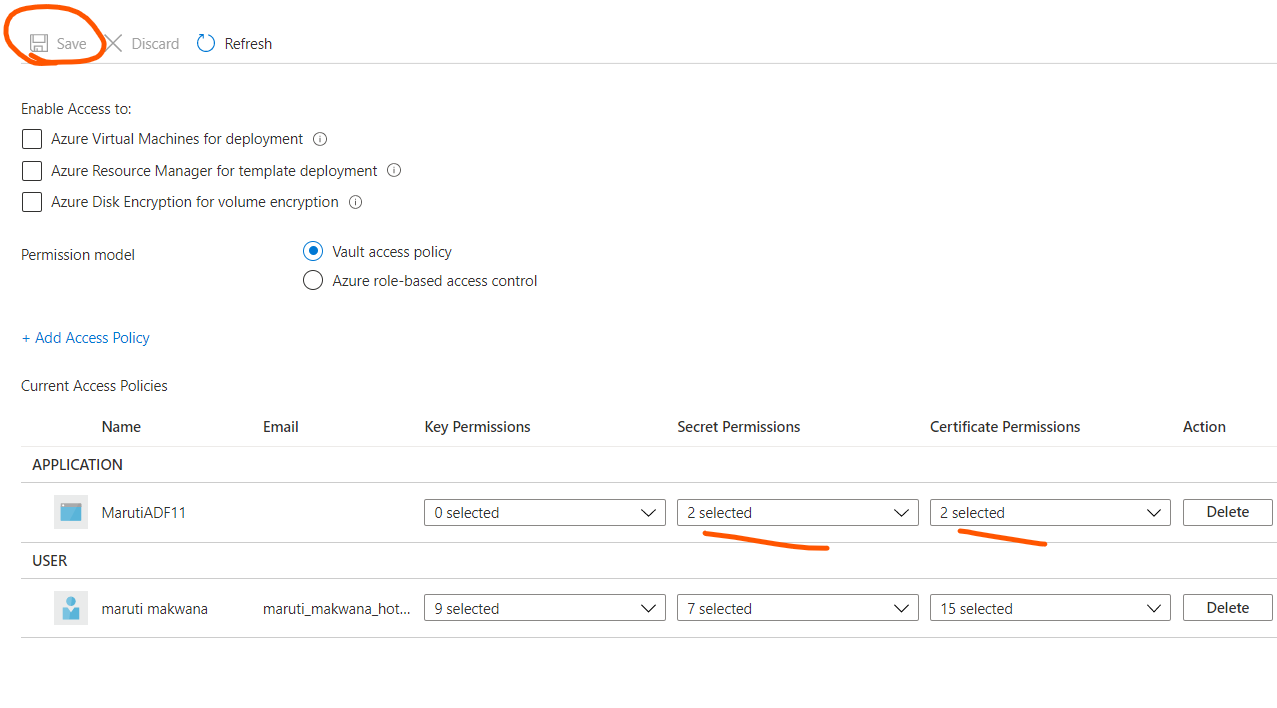 Save Discard Refresh
Enable Access to:
Azure Virtual Machines for deployment
Azure Resource Manager for template deployment
Azure Disk Encryption for volume encryption
Permission model
Vault access policy
Azure role-based access control
+ Add Access Policy
Current Access Policies
Name Email Key Permissions Secret Permissions Certificate Permissions Action
APPLICATION
MarutiADF11 0 selected 2 selected 2 selected Delete
USER
maruti makwana maruti_makwana_hot... 9 selected 7 selected 15 selected Delete